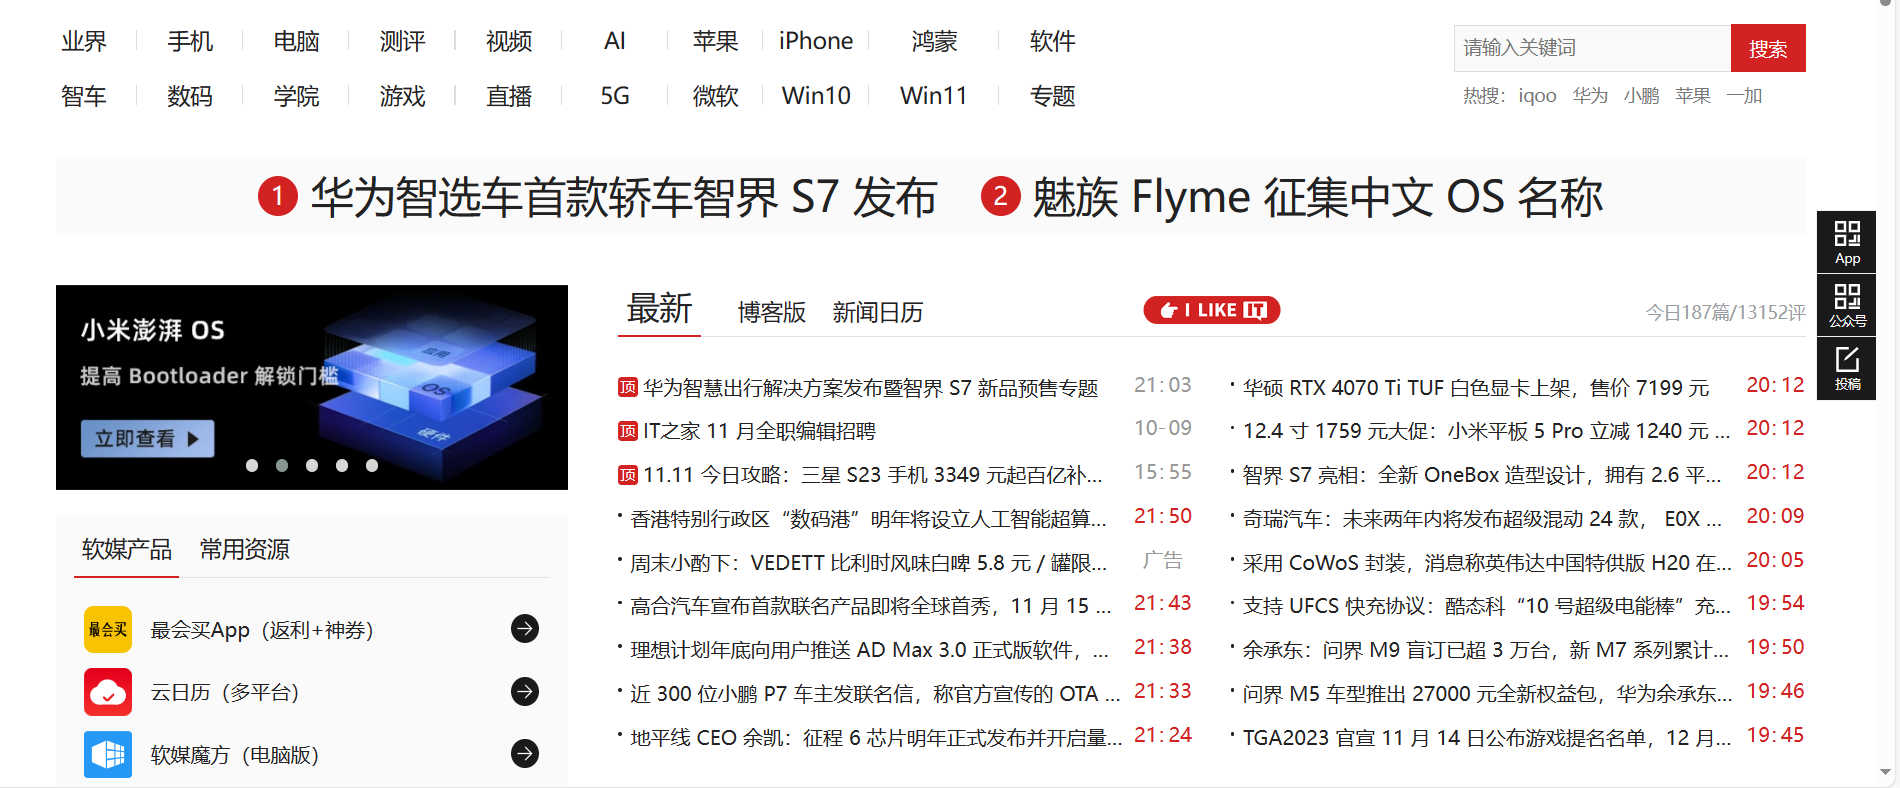 业界 手机 电脑 测评 视频 AI 苹果 iPhone 鸿蒙 软件
智车 数码 学院 游戏 直播 5G 微软 Win10 Win11 专题
请输入关键词 搜索
热搜： iqoo 华为 小鹏 苹果 一加
1 华为智选车首款轿车智界 S7 发布 2 魅族 Flyme 征集中文 OS 名称
App
公众号
投稿
小米澎湃 OS
提高 Bootloader 解锁门槛
立即查看
应用
OS
硬件
软媒产品 常用资源
最会买 最会买App（返利+神券）
云日历（多平台）
软媒魔方（电脑版）
最新 博客版 新闻日历 I LIKE IT 今日187篇/13152评
顶 华为智慧出行解决方案发布暨智界 S7 新品预售专题 21:03
顶 IT之家 11 月全职编辑招聘 10-09
顶 11.11 今日攻略：三星 S23 手机 3349 元起百亿补... 15:55
· 香港特别行政区“数码港”明年将设立人工智能超算... 21:50
· 周末小酌下：VEDETT 比利时风味白啤 5.8 元 / 罐限... 广告
· 高合汽车宣布首款联名产品即将全球首秀，11 月 15 ... 21:43
· 理想计划年底向用户推送 AD Max 3.0 正式版软件，... 21:38
· 近 300 位小鹏 P7 车主发联名信，称官方宣传的 OTA ... 21:33
· 地平线 CEO 余凯：征程 6 芯片明年正式发布并开启量... 21:24
· 华硕 RTX 4070 Ti TUF 白色显卡上架，售价 7199 元 20:12
· 12.4 寸 1759 元大促：小米平板 5 Pro 立减 1240 元 ... 20:12
· 智界 S7 亮相：全新 OneBox 造型设计，拥有 2.6 平... 20:12
· 奇瑞汽车：未来两年内将发布超级混动 24 款， E0X ... 20:09
· 采用 CoWoS 封装，消息称英伟达中国特供版 H20 在... 20:05
· 支持 UFCS 快充协议：酷态科“10 号超级电能棒”充... 19:54
· 余承东：问界 M9 盲订已超 3 万台，新 M7 系列累计... 19:50
· 问界 M5 车型推出 27000 元全新权益包，华为余承东... 19:46
· TGA2023 官宣 11 月 14 日公布游戏提名名单，12 月... 19:45